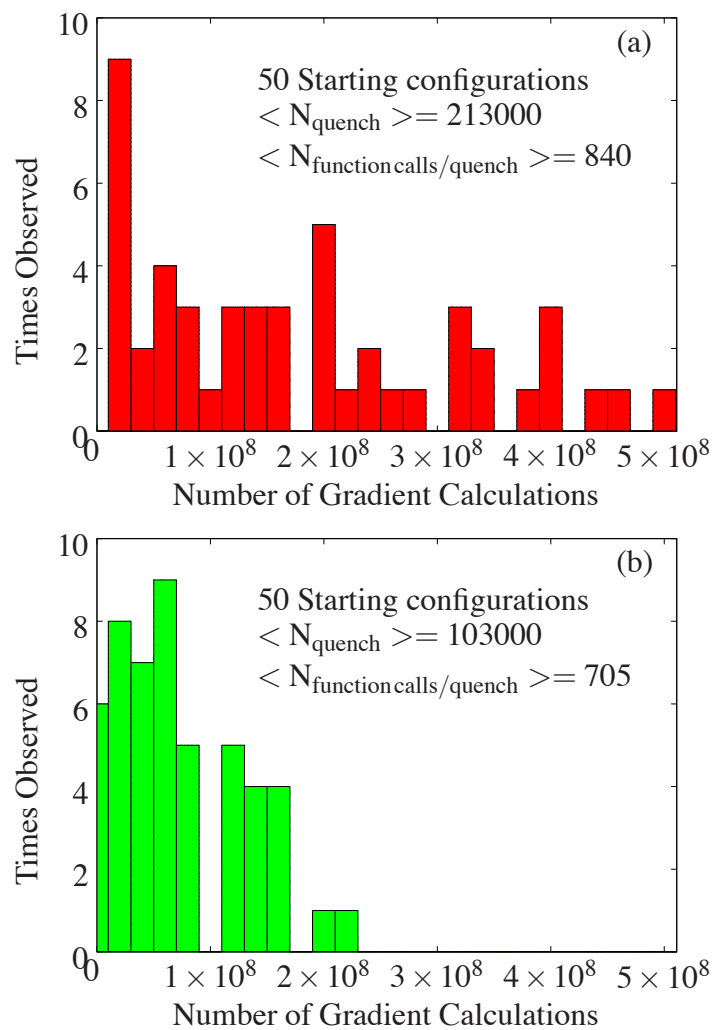 (a)
50 Starting configurations
< N_quench >= 213000
< N_function calls/quench >= 840
10
8
6
4
2
0
Times Observed
0 1 × 10^8 2 × 10^8 3 × 10^8 4 × 10^8 5 × 10^8
Number of Gradient Calculations
(b)
50 Starting configurations
< N_quench >= 103000
< N_function calls/quench >= 705
10
8
6
4
2
0
Times Observed
0 1 × 10^8 2 × 10^8 3 × 10^8 4 × 10^8 5 × 10^8
Number of Gradient Calculations